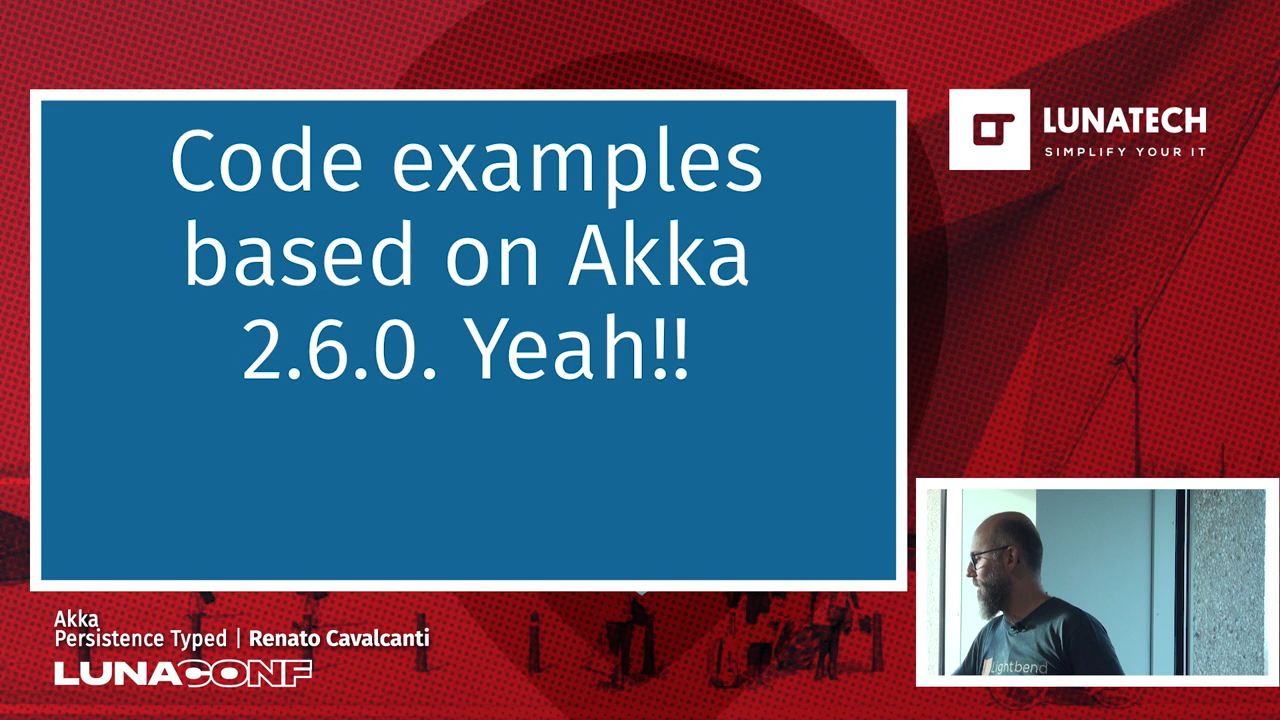 Code examples
based on Akka
2.6.0. Yeah!!
LUNATECH
SIMPLIFY YOUR IT
Akka
Persistence Typed | Renato Cavalcanti
LUNACONF
Lightbend